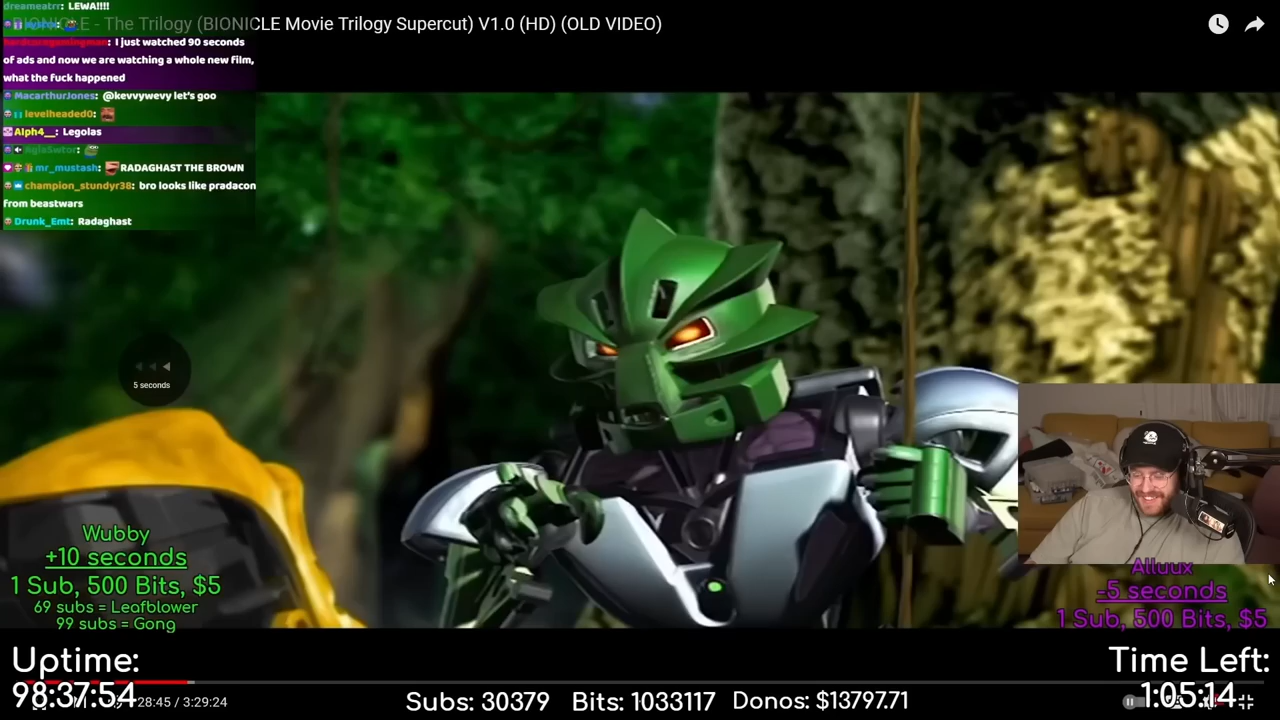 dreameatrr: LEWA!!!!
BIONICLE - The Trilogy (BIONICLE Movie Trilogy Supercut) V1.0 (HD) (OLD VIDEO)
hardcoregamingman: I just watched 90 seconds
of ads and now we are watching a whole new film,
what the fuck happened
MacarthurJones: @kevvywevy let's goo
levelheaded0:
Alph4__: Legolas
mr_mustash: RADAGHAST THE BROWN
champion_stundyr38: bro looks like pradacon
from beastwars
Drunk_Emt: Radaghast
5 seconds
Wubby
+10 seconds
1 Sub, 500 Bits, $5
69 subs = Leafblower
99 subs = Gong
Alluux
-5 seconds
1 Sub, 500 Bits, $5
Uptime:
98:37:54
28:45 / 3:29:24
Subs: 30379 Bits: 1033117 Donos: $13797.71
Time Left:
1:05:14